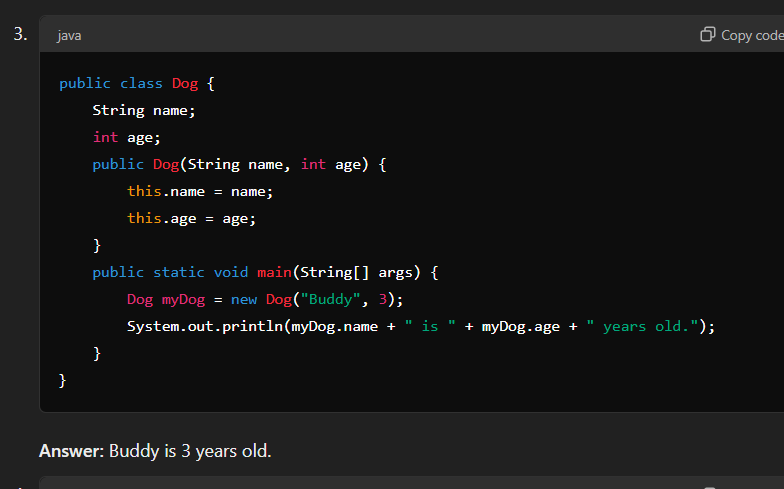 3.
java
Copy code
public class Dog {
    String name;
    int age;
    public Dog(String name, int age) {
        this.name = name;
        this.age = age;
    }
    public static void main(String[] args) {
        Dog myDog = new Dog("Buddy", 3);
        System.out.println(myDog.name + " is " + myDog.age + " years old.");
    }
}
Answer: Buddy is 3 years old.